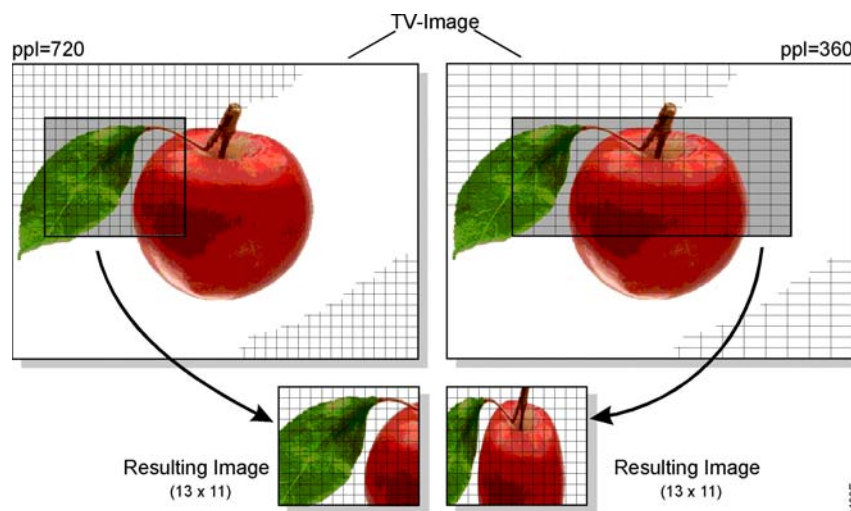 TV-Image
ppl=720
ppl=360
Resulting Image
(13 x 11)
Resulting Image
(13 x 11)